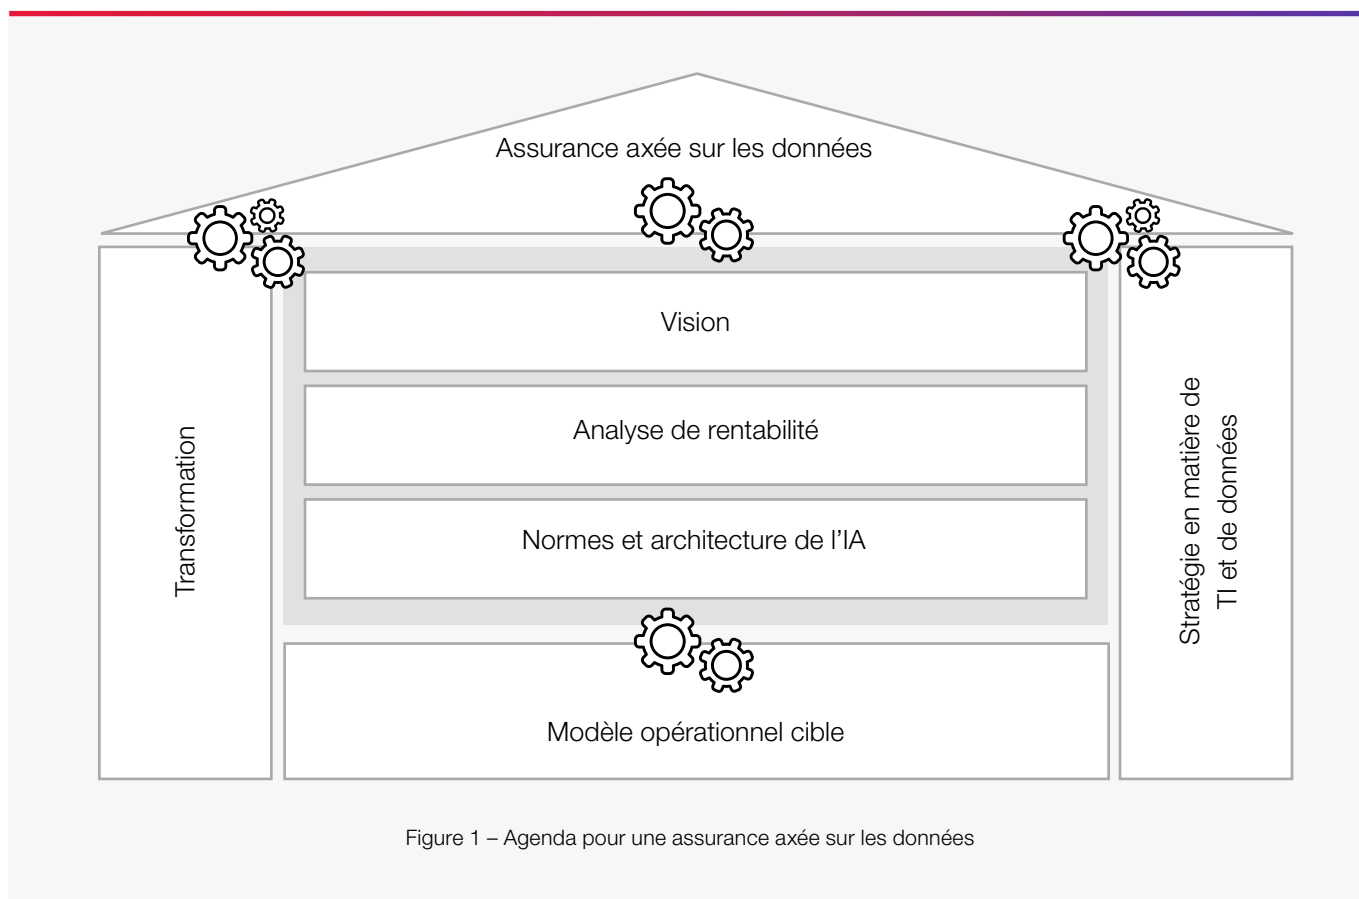 Assurance axée sur les données
Vision
Analyse de rentabilité
Normes et architecture de l’IA
Modèle opérationnel cible
Transformation
Stratégie en matière de
TI et de données
Figure 1 – Agenda pour une assurance axée sur les données